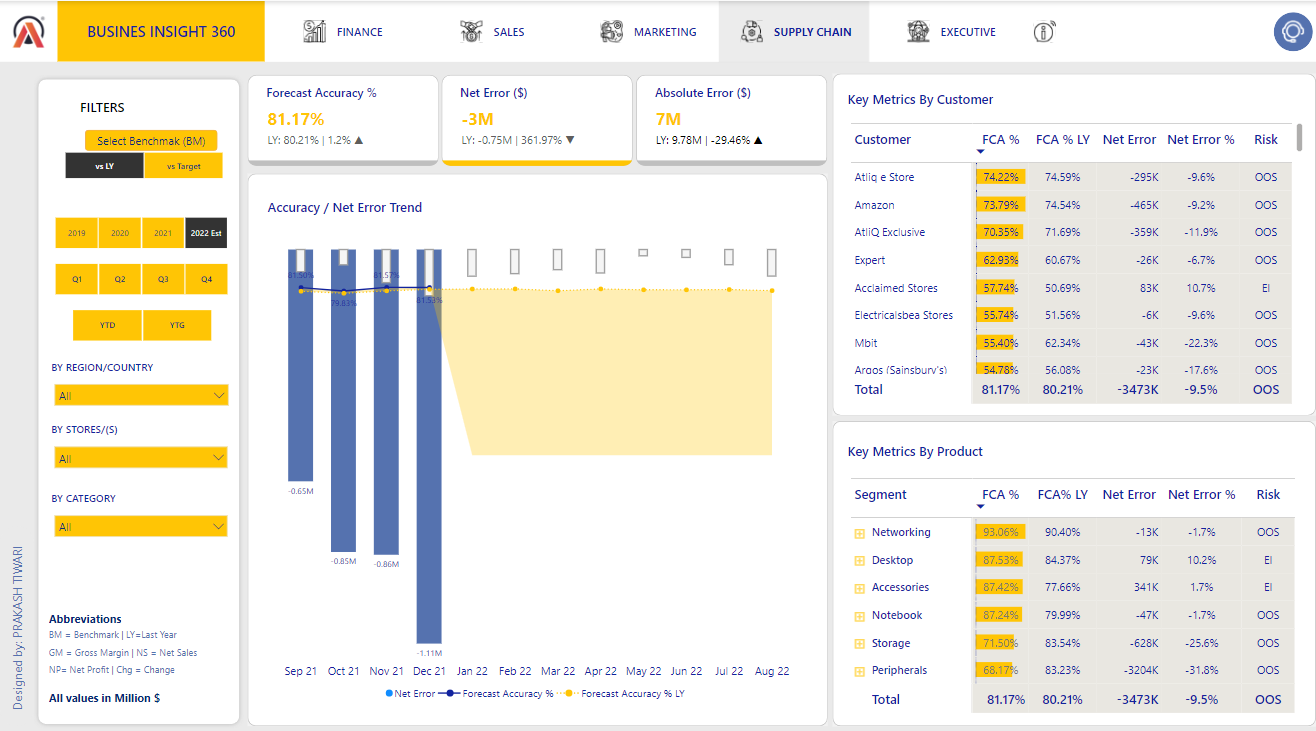 BUSINES INSIGHT 360
FINANCE
SALES
MARKETING
SUPPLY CHAIN
EXECUTIVE
FILTERS
Select Benchmak (BM)
vs LY
vs Target
2019
2020
2021
2022 Est
Q1
Q2
Q3
Q4
YTD
YTG
BY REGION/COUNTRY
All
BY STORES/(S)
All
BY CATEGORY
All
Abbreviations
BM = Benchmark | LY=Last Year
GM = Gross Margin | NS = Net Sales
NP= Net Profit | Chg = Change
All values in Million $
Designed by: PRAKASH TIWARI
Forecast Accuracy %
81.17%
LY: 80.21% | 1.2% ▲
Net Error ($)
-3M
LY: -0.75M | 361.97% ▼
Absolute Error ($)
7M
LY: 9.78M | -29.46% ▲
Accuracy / Net Error Trend
81.50%
79.83%
81.57%
81.53%
-0.65M
-0.85M
-0.86M
-1.11M
Sep 21 Oct 21 Nov 21 Dec 21 Jan 22 Feb 22 Mar 22 Apr 22 May 22 Jun 22 Jul 22 Aug 22
Net Error Forecast Accuracy % Forecast Accuracy % LY
Key Metrics By Customer
Customer FCA % FCA % LY Net Error Net Error % Risk
Atliq e Store 74.22% 74.59% -295K -9.6% OOS
Amazon 73.79% 74.54% -465K -9.2% OOS
AtliQ Exclusive 70.35% 71.69% -359K -11.9% OOS
Expert 62.93% 60.67% -26K -6.7% OOS
Acclaimed Stores 57.74% 50.69% 83K 10.7% EI
Electricalsbea Stores 55.74% 51.56% -6K -9.6% OOS
Mbit 55.40% 62.34% -43K -22.3% OOS
Argos (Sainsbury's) 54.78% 56.08% -23K -17.6% OOS
Total 81.17% 80.21% -3473K -9.5% OOS
Key Metrics By Product
Segment FCA % FCA% LY Net Error Net Error % Risk
Networking 93.06% 90.40% -13K -1.7% OOS
Desktop 87.53% 84.37% 79K 10.2% EI
Accessories 87.42% 77.66% 341K 1.7% EI
Notebook 87.24% 79.99% -47K -1.7% OOS
Storage 71.50% 83.54% -628K -25.6% OOS
Peripherals 68.17% 83.23% -3204K -31.8% OOS
Total 81.17% 80.21% -3473K -9.5% OOS